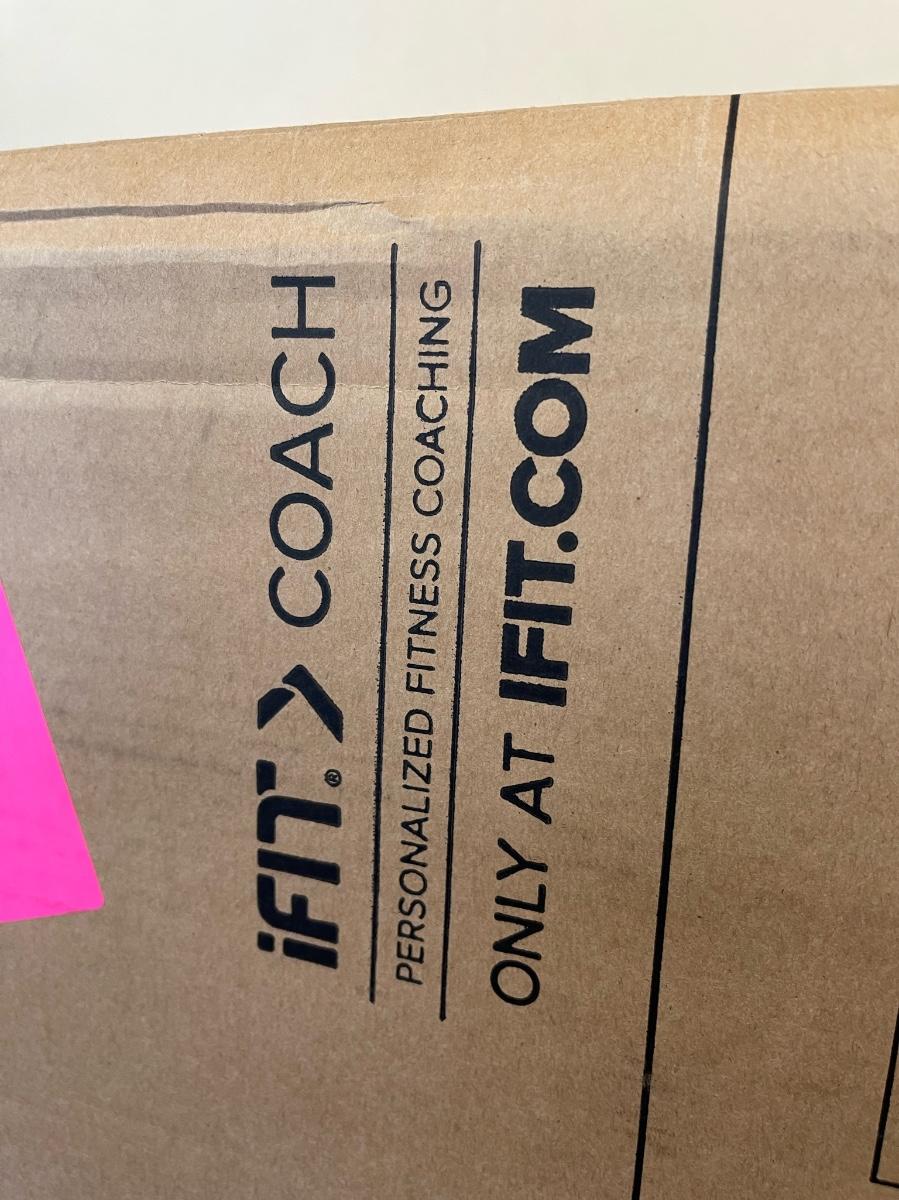 iFIT® COACH
PERSONALIZED FITNESS COACHING
ONLY AT IFIT.COM